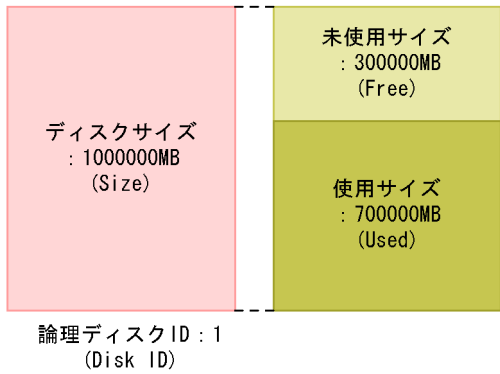 ディスクサイズ
：1000000MB
(Size)
未使用サイズ
：300000MB
(Free)
使用サイズ
：700000MB
(Used)
論理ディスクID：1
(Disk ID)